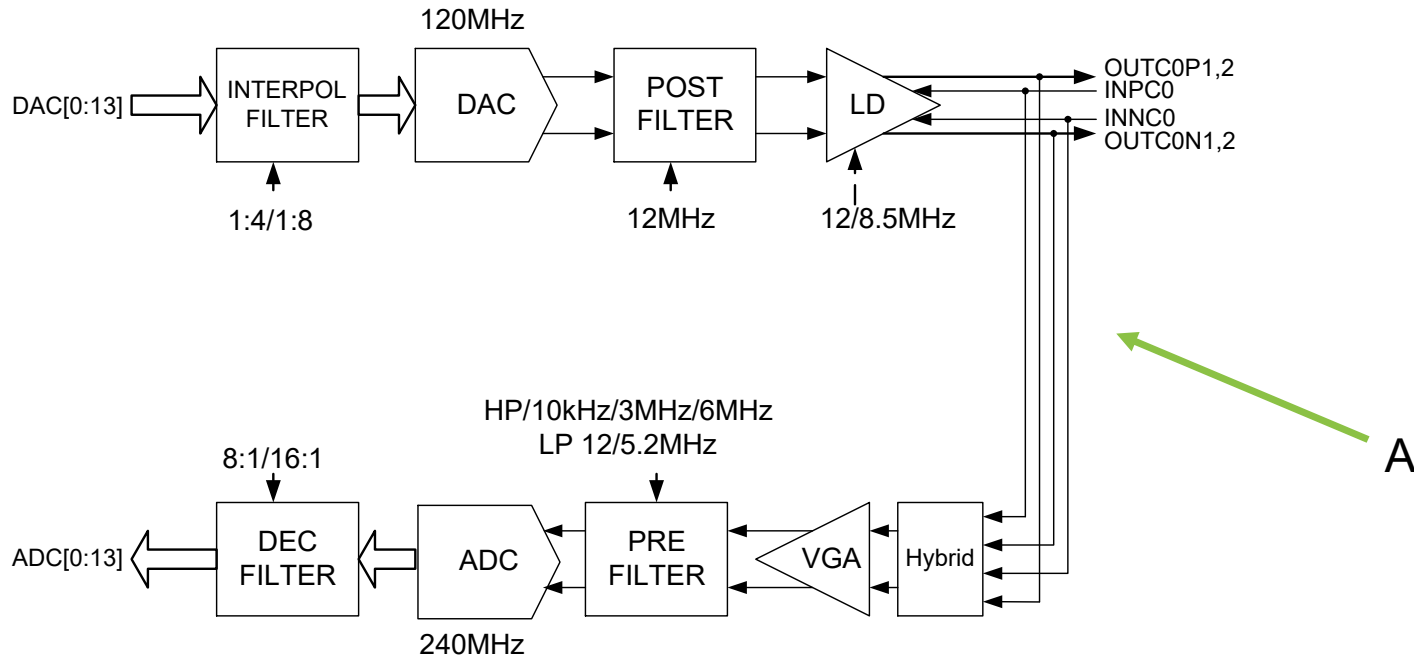 120MHz
DAC[0:13]
INTERPOL
FILTER
DAC
POST
FILTER
LD
OUTC0P1,2
INPC0
INNC0
OUTC0N1,2
1:4/1:8
12MHz
12/8.5MHz
A
HP/10kHz/3MHz/6MHz
LP 12/5.2MHz
8:1/16:1
ADC[0:13]
DEC
FILTER
ADC
PRE
FILTER
VGA
Hybrid
240MHz